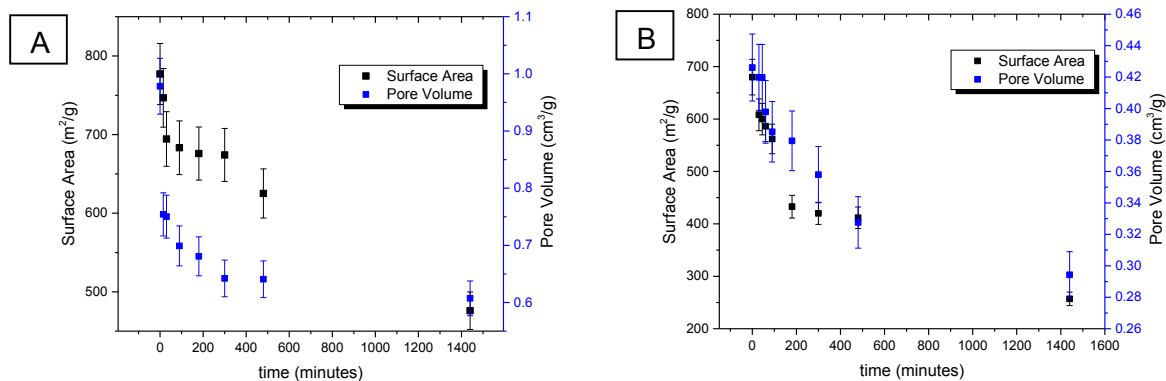 A
Surface Area (m²/g)
800
700
600
500
Surface Area
Pore Volume
1.1
1.0
0.9
0.8
0.7
0.6
Pore Volume (cm³/g)
0 200 400 600 800 1000 1200 1400
time (minutes)
B
Surface Area (m²/g)
800
700
600
500
400
300
200
Surface Area
Pore Volume
0.46
0.44
0.42
0.40
0.38
0.36
0.34
0.32
0.30
0.28
0.26
Pore Volume (cm³/g)
0 200 400 600 800 1000 1200 1400 1600
time (minutes)